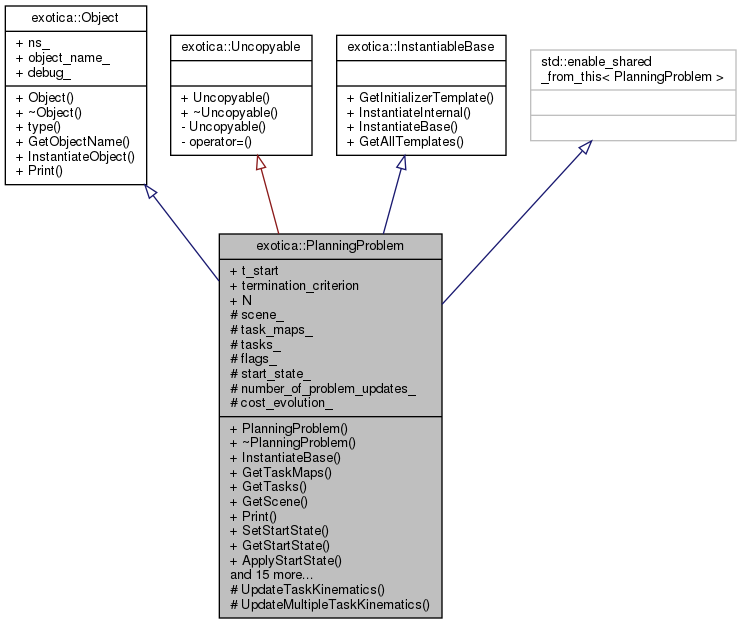 exotica::Object
+ ns_
+ object_name_
+ debug_
+ Object()
+ ~Object()
+ type()
+ GetObjectName()
+ InstantiateObject()
+ Print()
exotica::Uncopyable
+ Uncopyable()
+ ~Uncopyable()
- Uncopyable()
- operator=()
exotica::InstantiableBase
+ GetInitializerTemplate()
+ InstantiateInternal()
+ InstantiateBase()
+ GetAllTemplates()
std::enable_shared
_from_this< PlanningProblem >
exotica::PlanningProblem
+ t_start
+ termination_criterion
+ N
# scene_
# task_maps_
# tasks_
# flags_
# start_state_
# number_of_problem_updates_
# cost_evolution_
+ PlanningProblem()
+ ~PlanningProblem()
+ InstantiateBase()
+ GetTaskMaps()
+ GetTasks()
+ GetScene()
+ Print()
+ SetStartState()
+ GetStartState()
+ ApplyStartState()
and 15 more...
# UpdateTaskKinematics()
# UpdateMultipleTaskKinematics()